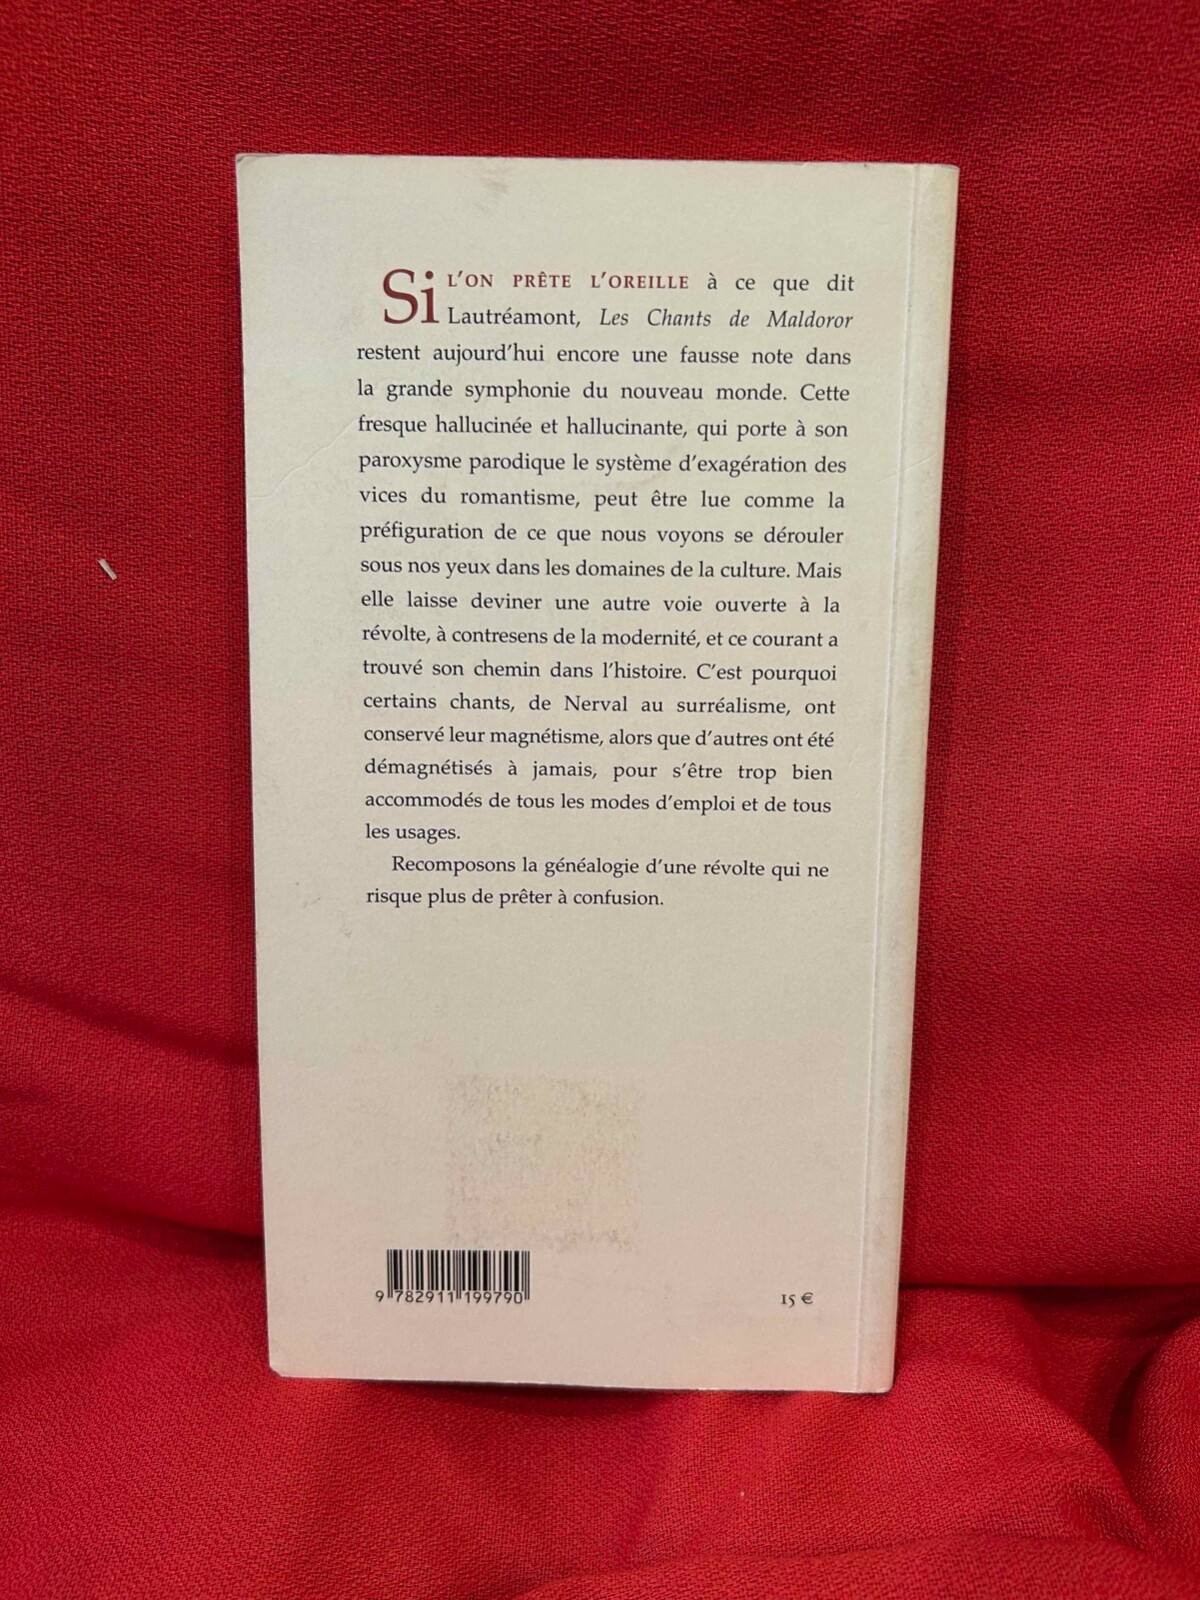 Si L'ON PRÊTE L'OREILLE à ce que dit
Lautréamont, Les Chants de Maldoror
restent aujourd'hui encore une fausse note dans
la grande symphonie du nouveau monde. Cette
fresque hallucinée et hallucinante, qui porte à son
paroxysme parodique le système d'exagération des
vices du romantisme, peut être lue comme la
préfiguration de ce que nous voyons se dérouler
sous nos yeux dans les domaines de la culture. Mais
elle laisse deviner une autre voie ouverte à la
révolte, à contresens de la modernité, et ce courant a
trouvé son chemin dans l'histoire. C'est pourquoi
certains chants, de Nerval au surréalisme, ont
conservé leur magnétisme, alors que d'autres ont été
démagnétisés à jamais, pour s'être trop bien
accommodés de tous les modes d'emploi et de tous
les usages.
Recomposons la généalogie d'une révolte qui ne
risque plus de prêter à confusion.
9 782911 199790
15 €